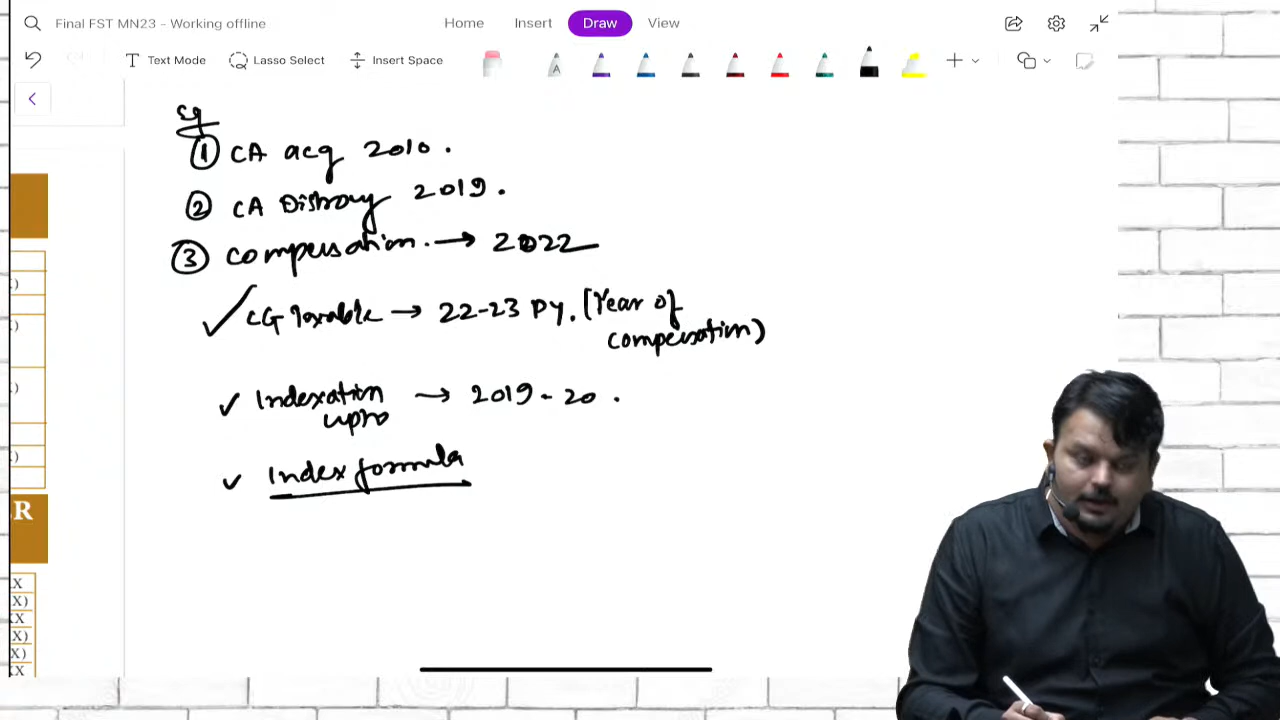 Final FST MN23 - Working offline
Home Insert Draw View
Text Mode Lasso Select Insert Space
Eg
① CA acq 2010.
② CA Distroy 2019.
③ Compensation. → 2022
✓ CG taxable → 22-23 PY. (Year of
compensation)
✓ Indexation → 2019-20.
upto
✓ Index formula
R
X
X)
X
X)
X)
X